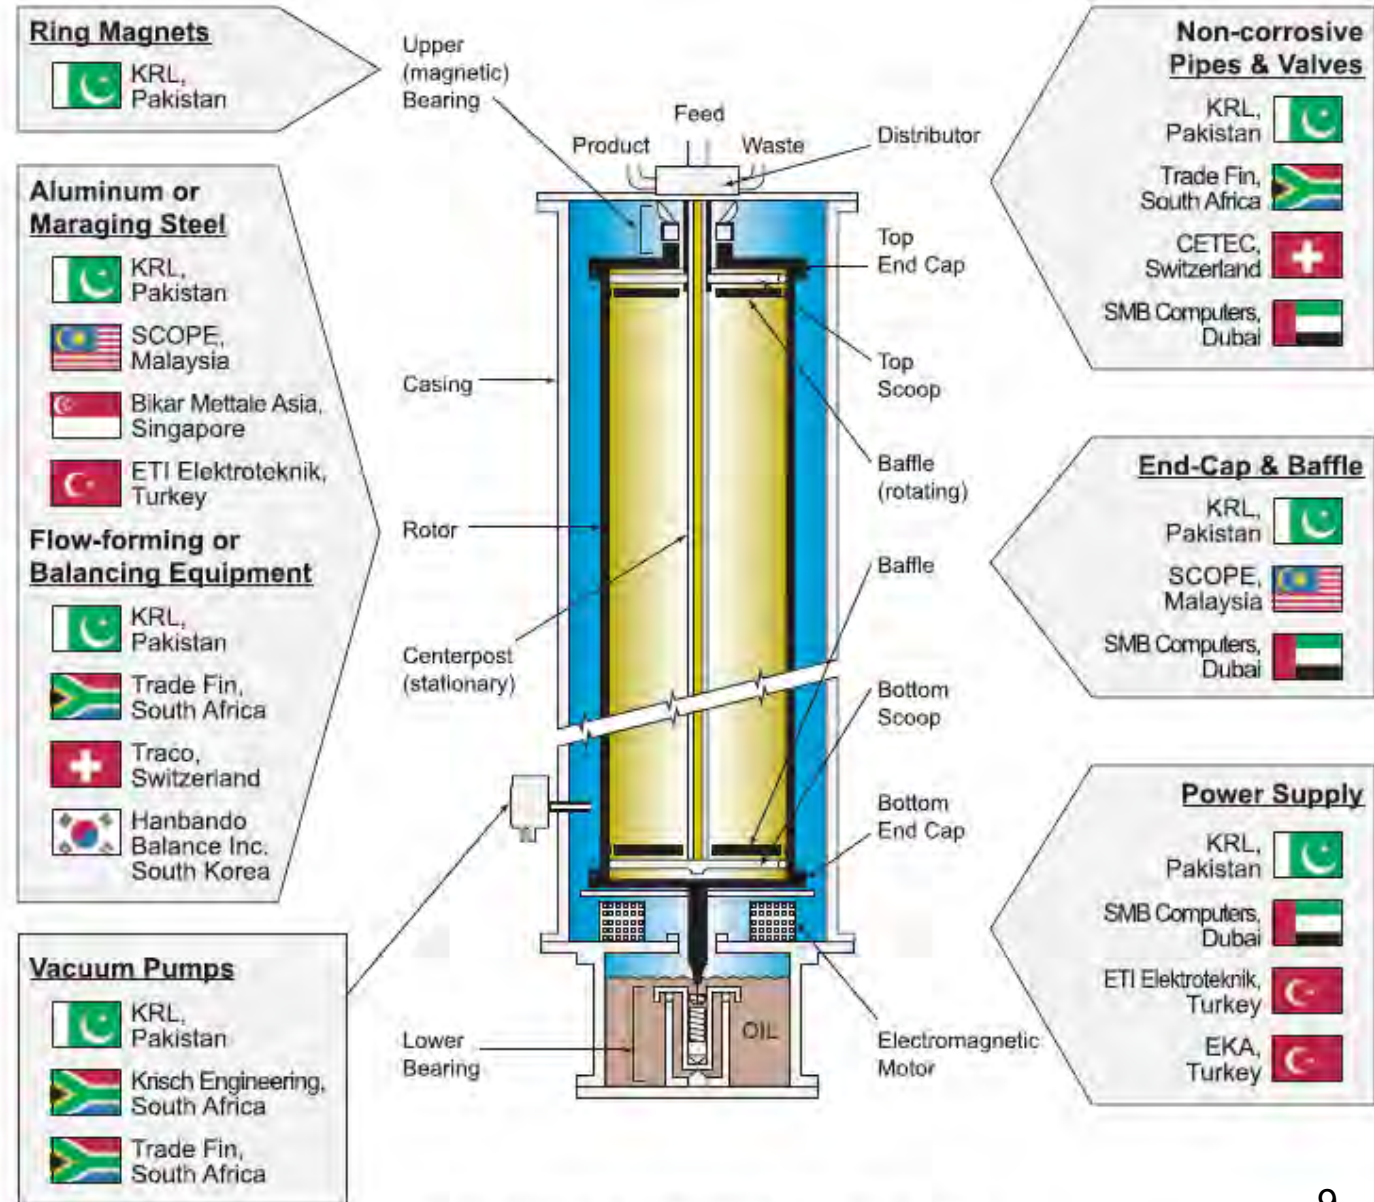 Ring Magnets
KRL,
Pakistan
Aluminum or
Maraging Steel
KRL,
Pakistan
SCOPE,
Malaysia
Bikar Mettale Asia,
Singapore
ETI Elektroteknik,
Turkey
Flow-forming or
Balancing Equipment
KRL,
Pakistan
Trade Fin,
South Africa
Traco,
Switzerland
Hanbando
Balance Inc.
South Korea
Vacuum Pumps
KRL,
Pakistan
Krisch Engineering,
South Africa
Trade Fin,
South Africa
Upper
(magnetic)
Bearing
Feed
Product
Waste
Distributor
Top
End Cap
Casing
Top
Scoop
Baffle
(rotating)
Rotor
Baffle
Centerpost
(stationary)
Bottom
Scoop
Bottom
End Cap
Lower
Bearing
OIL
Electromagnetic
Motor
Non-corrosive
Pipes & Valves
KRL,
Pakistan
Trade Fin,
South Africa
CETEC,
Switzerland
SMB Computers,
Dubai
End-Cap & Baffle
KRL,
Pakistan
SCOPE,
Malaysia
SMB Computers,
Dubai
Power Supply
KRL,
Pakistan
SMB Computers,
Dubai
ETI Elektroteknik,
Turkey
EKA,
Turkey